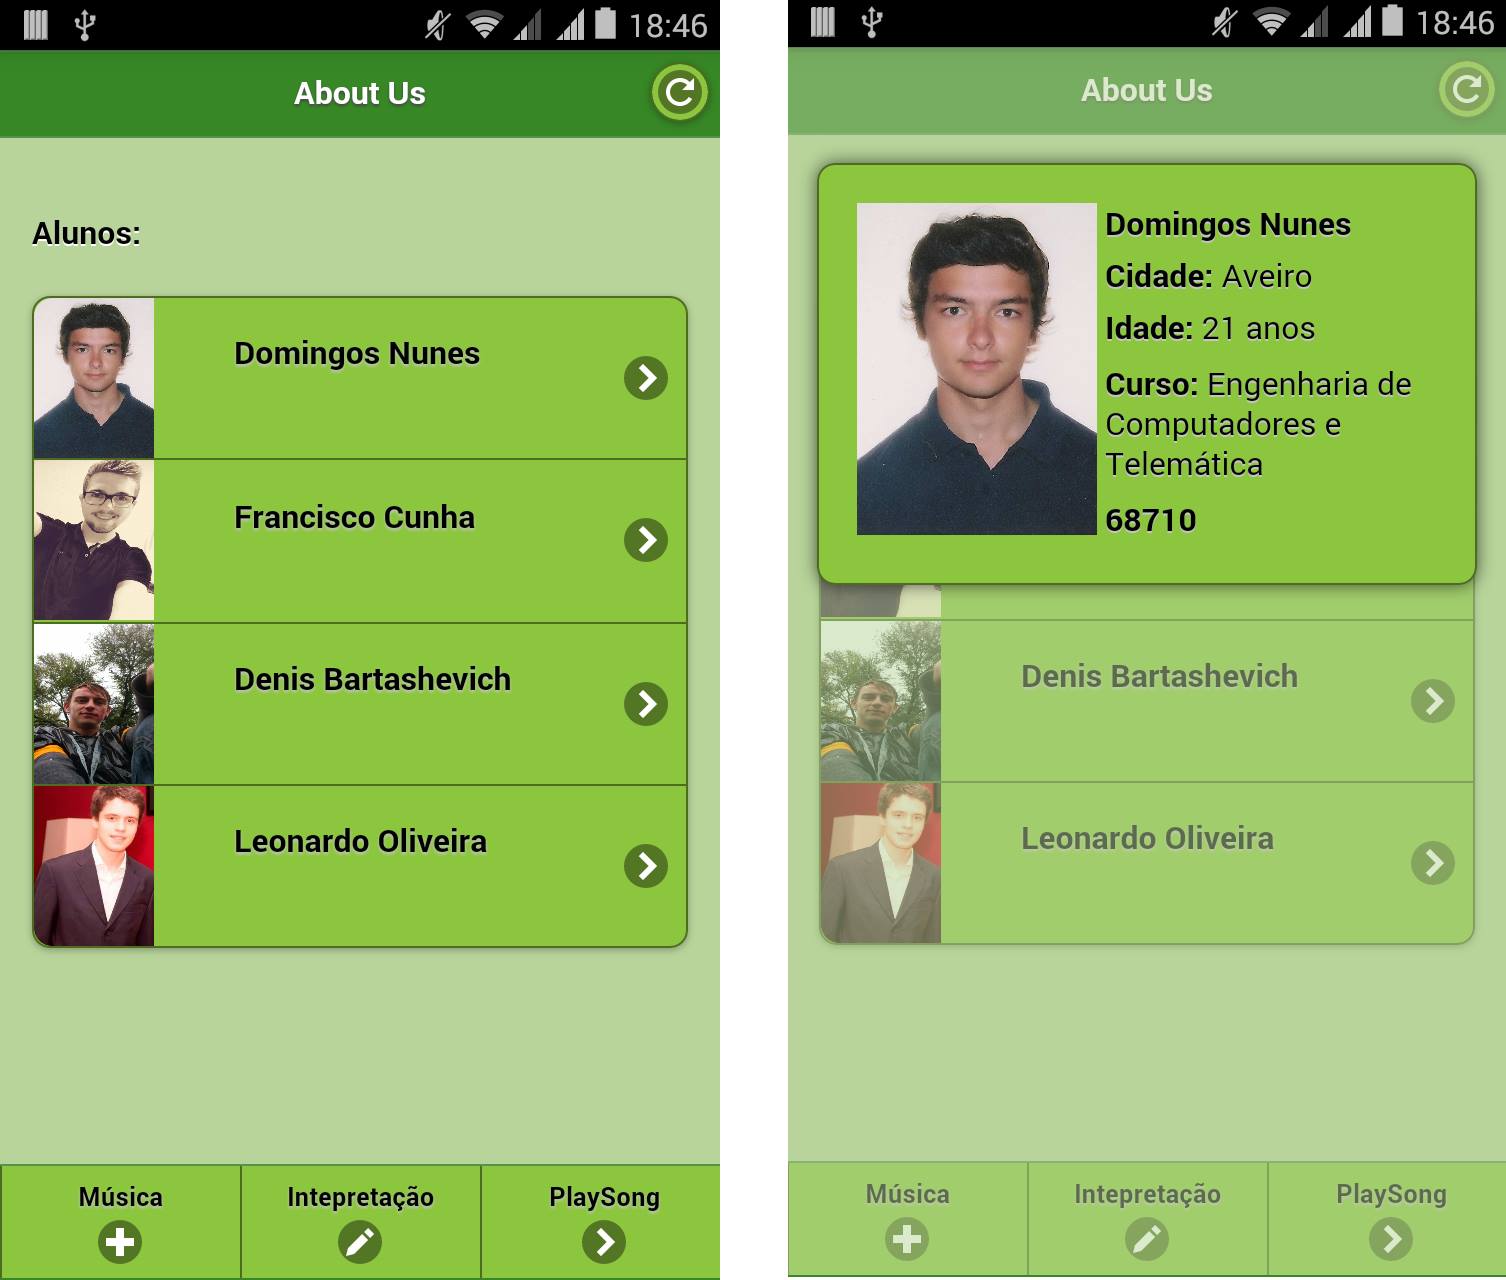 18:46
About Us
Alunos:
Domingos Nunes
Francisco Cunha
Denis Bartashevich
Leonardo Oliveira
Música
Intepretação
PlaySong
18:46
About Us
Domingos Nunes
Cidade: Aveiro
Idade: 21 anos
Curso: Engenharia de
Computadores e
Telemática
68710
Denis Bartashevich
Leonardo Oliveira
Música
Intepretação
PlaySong